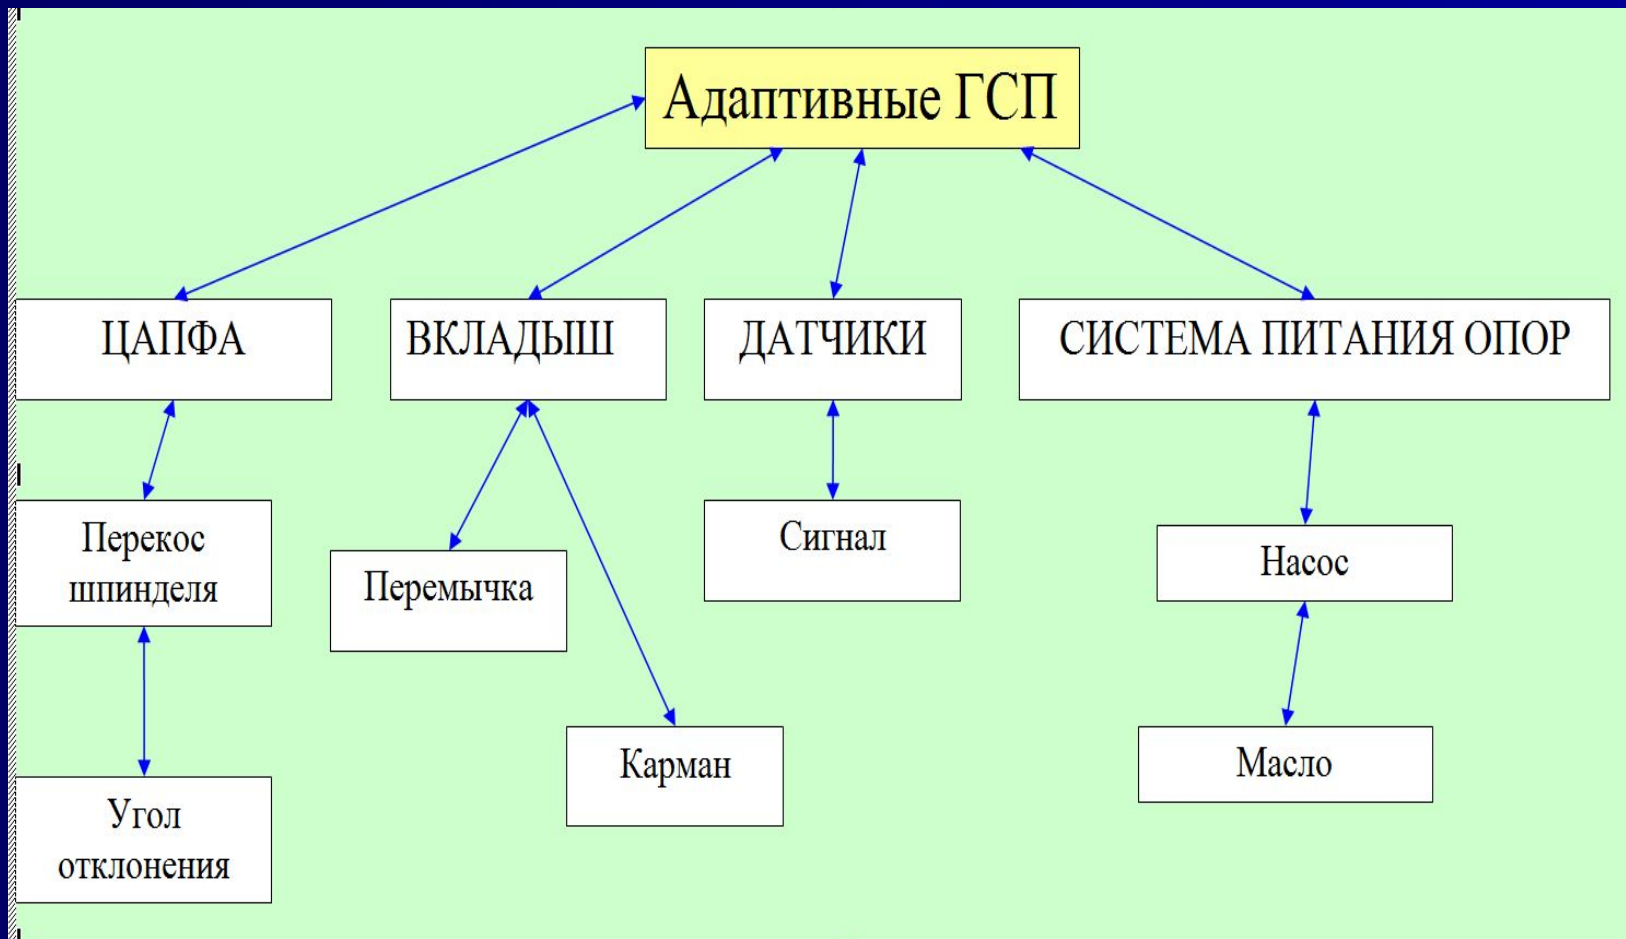 Адаптивные ГСП
ЦАПФА
ВКЛАДЫШ
ДАТЧИКИ
СИСТЕМА ПИТАНИЯ ОПОР
Перекос
шпинделя
Перемычка
Сигнал
Насос
Карман
Масло
Угол
отклонения